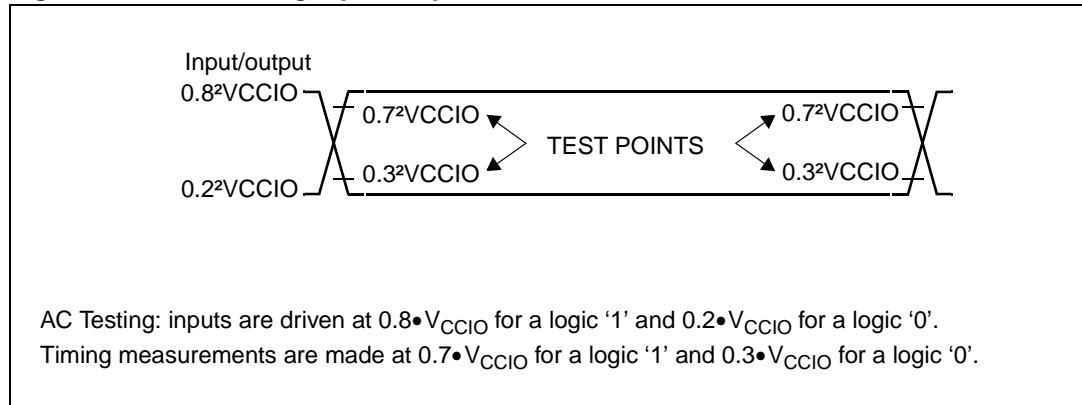 Input/output
0.8²VCCIO
0.7²VCCIO
0.7²VCCIO
TEST POINTS
0.3²VCCIO
0.3²VCCIO
0.2²VCCIO
AC Testing: inputs are driven at 0.8•VCCIO for a logic ‘1’ and 0.2•VCCIO for a logic ‘0’.
Timing measurements are made at 0.7•VCCIO for a logic ‘1’ and 0.3•VCCIO for a logic ‘0’.